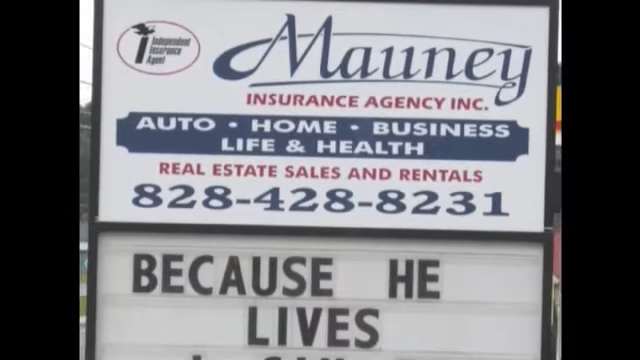 Independent
Insurance
Agent
Mauney
INSURANCE AGENCY INC.
AUTO • HOME • BUSINESS
LIFE & HEALTH
REAL ESTATE SALES AND RENTALS
828-428-8231
BECAUSE HE
LIVES